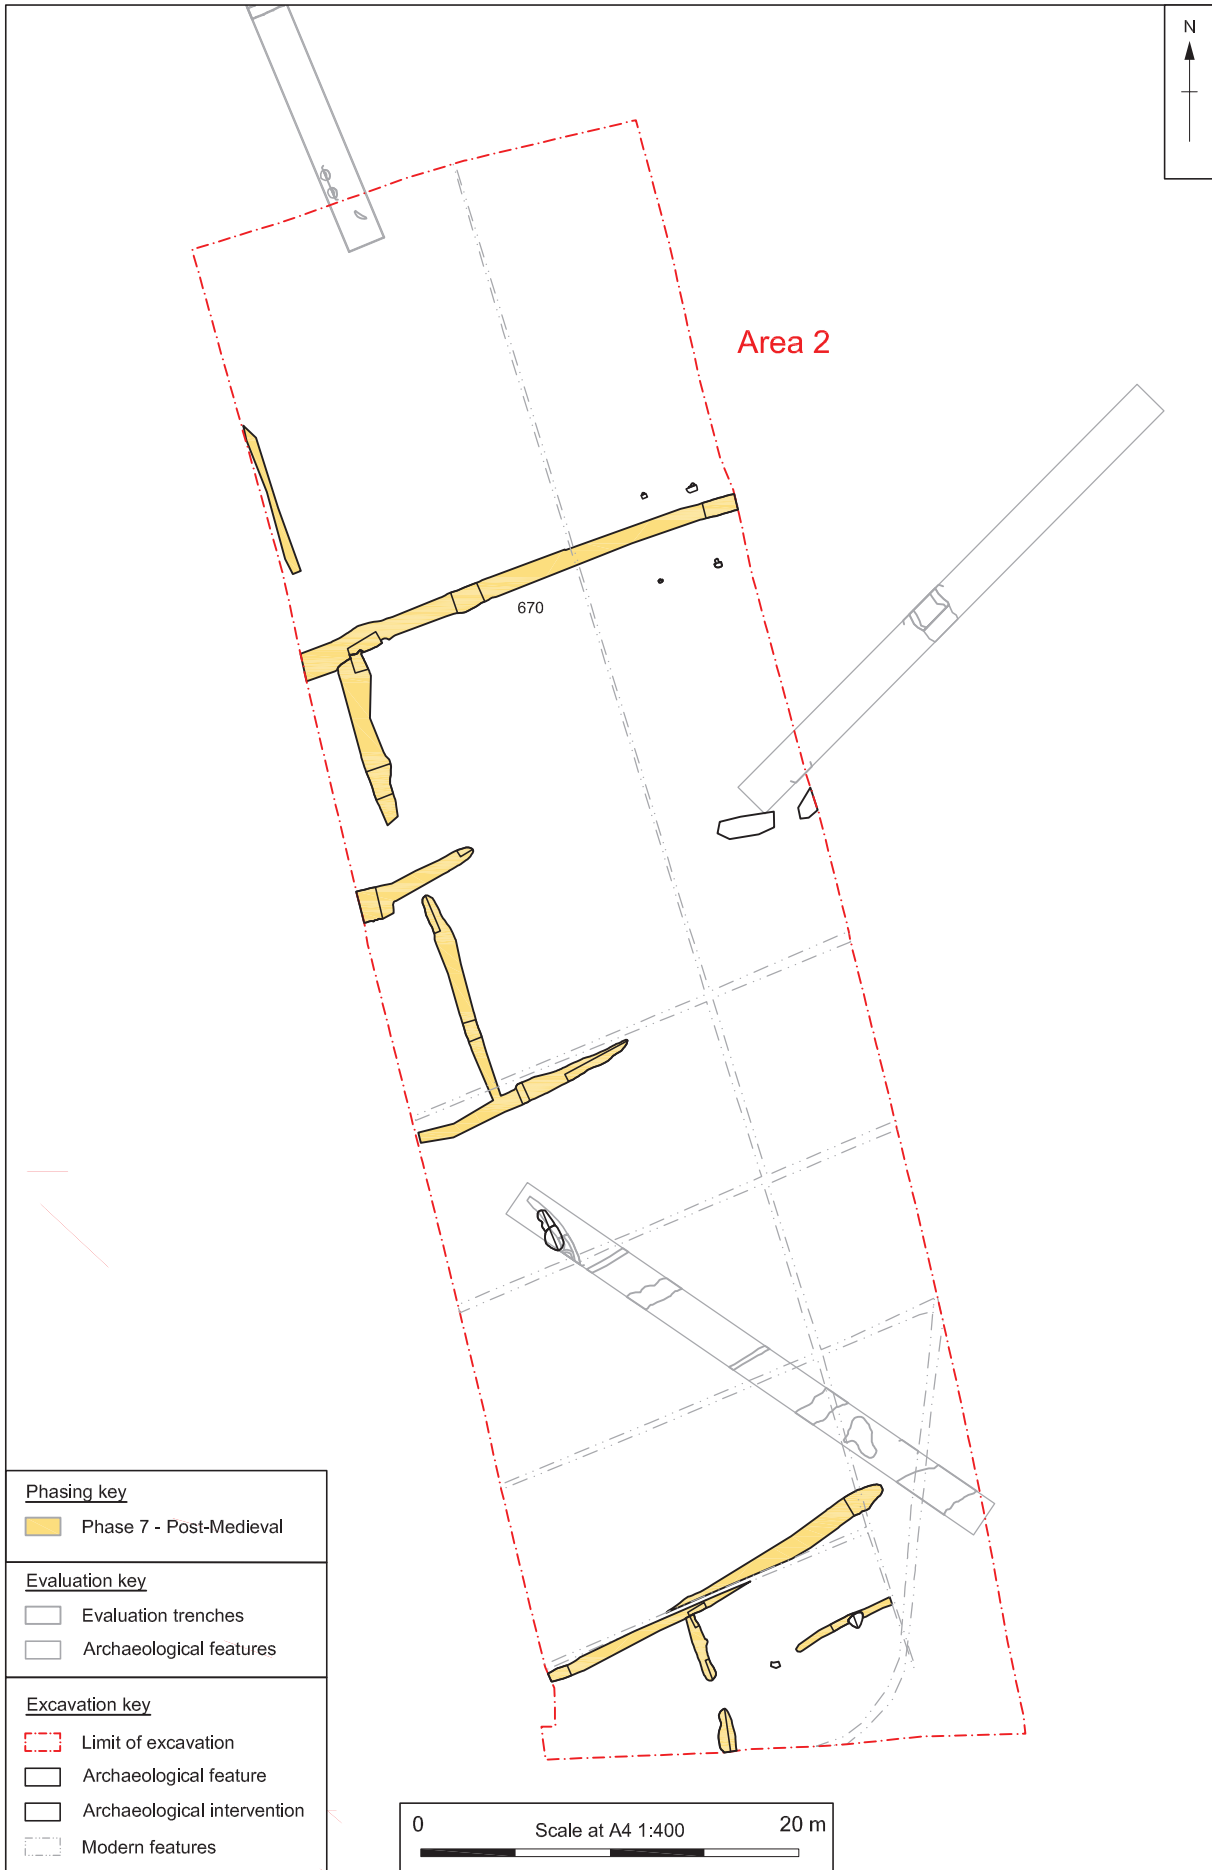 N
Area 2
670
Phasing key
Phase 7 - Post-Medieval
Evaluation key
Evaluation trenches
Archaeological features
Excavation key
Limit of excavation
Archaeological feature
Archaeological intervention
Modern features
0 Scale at A4 1:400 20 m